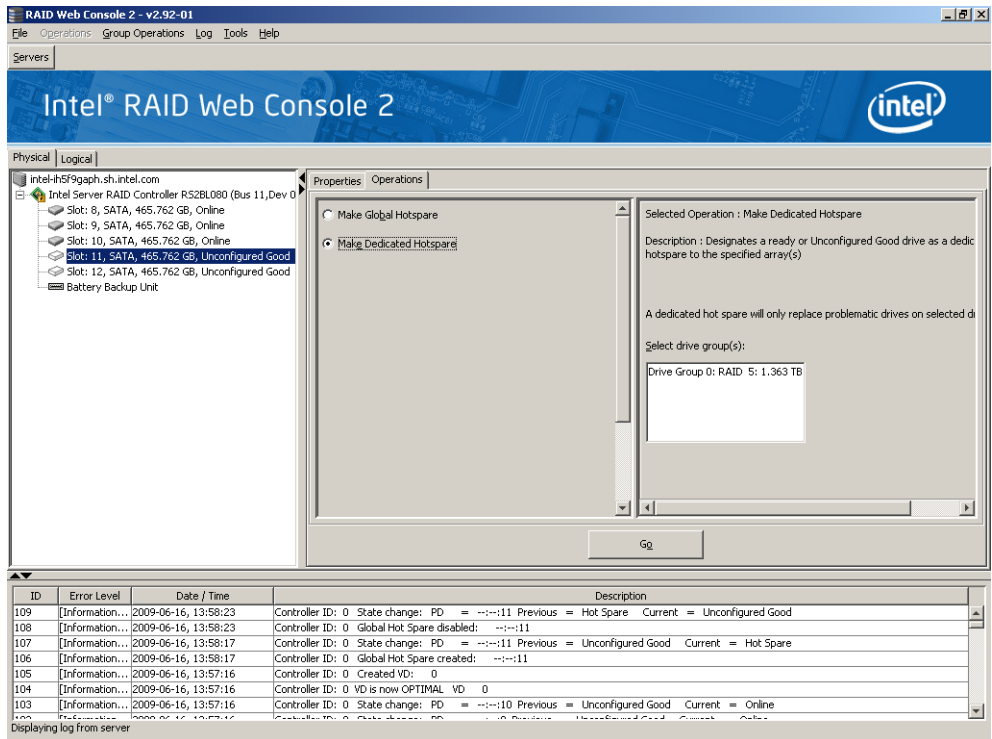 RAID Web Console 2 - v2.92-01
File Operations Group Operations Log Tools Help
Servers
Intel® RAID Web Console 2
(intel)
Physical Logical
intel-ih5f9gaph.sh.intel.com
Intel Server RAID Controller RS2BL080 (Bus 11,Dev 0
Slot: 8, SATA, 465.762 GB, Online
Slot: 9, SATA, 465.762 GB, Online
Slot: 10, SATA, 465.762 GB, Online
Slot: 11, SATA, 465.762 GB, Unconfigured Good
Slot: 12, SATA, 465.762 GB, Unconfigured Good
Battery Backup Unit
Properties Operations
Make Global Hotspare
Make Dedicated Hotspare
Selected Operation : Make Dedicated Hotspare
Description : Designates a ready or Unconfigured Good drive as a dedic
hotspare to the specified array(s)
A dedicated hot spare will only replace problematic drives on selected d
Select drive group(s):
Drive Group 0: RAID 5: 1.363 TB
Go
ID Error Level Date / Time Description
109 [Information... 2009-06-16, 13:58:23 Controller ID: 0 State change: PD = --:--:11 Previous = Hot Spare Current = Unconfigured Good
108 [Information... 2009-06-16, 13:58:23 Controller ID: 0 Global Hot Spare disabled: --:--:11
107 [Information... 2009-06-16, 13:58:17 Controller ID: 0 State change: PD = --:--:11 Previous = Unconfigured Good Current = Hot Spare
106 [Information... 2009-06-16, 13:58:17 Controller ID: 0 Global Hot Spare created: --:--:11
105 [Information... 2009-06-16, 13:57:16 Controller ID: 0 Created VD: 0
104 [Information... 2009-06-16, 13:57:16 Controller ID: 0 VD is now OPTIMAL VD 0
103 [Information... 2009-06-16, 13:57:16 Controller ID: 0 State change: PD = --:--:10 Previous = Unconfigured Good Current = Online
Displaying log from server